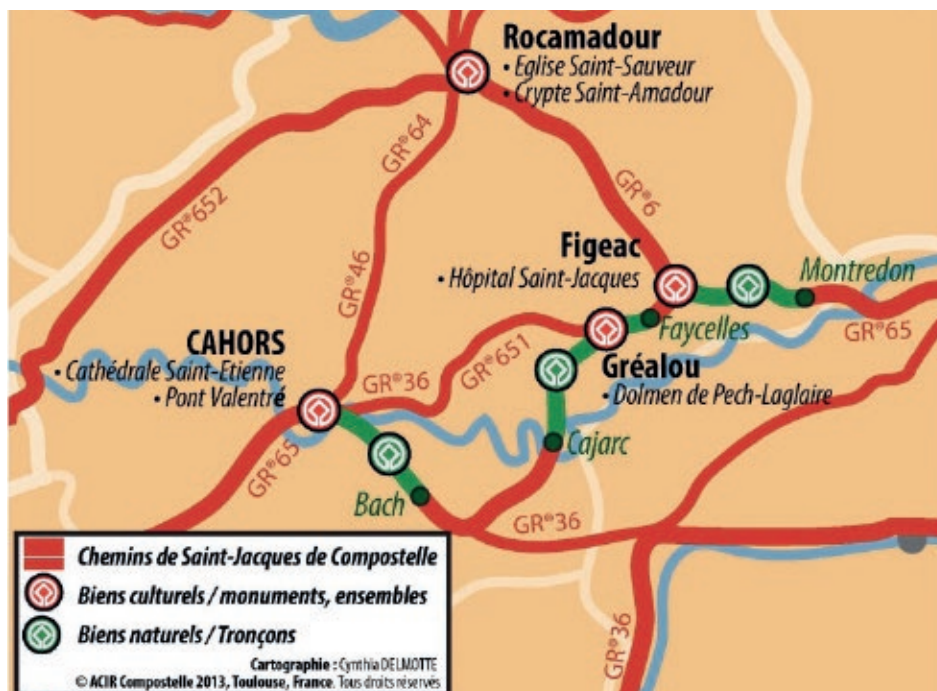 Rocamadour
• Eglise Saint-Sauveur
• Crypte Saint-Amadour
GR®64
GR®652
GR®6
GR®46
Figeac
• Hôpital Saint-Jacques
Montredon
Faycelles
GR®65
CAHORS
• Cathédrale Saint-Etienne
• Pont Valentré
GR®36
GR®651
Gréalou
• Dolmen de Pech-Laglaire
Cajarc
GR®65
Bach
GR®36
GR®36
Chemins de Saint-Jacques de Compostelle
Biens culturels / monuments, ensembles
Biens naturels / Tronçons
Cartographie : Cynthia DELMOTTE
© ACIR Compostelle 2013, Toulouse, France. Tous droits réservés